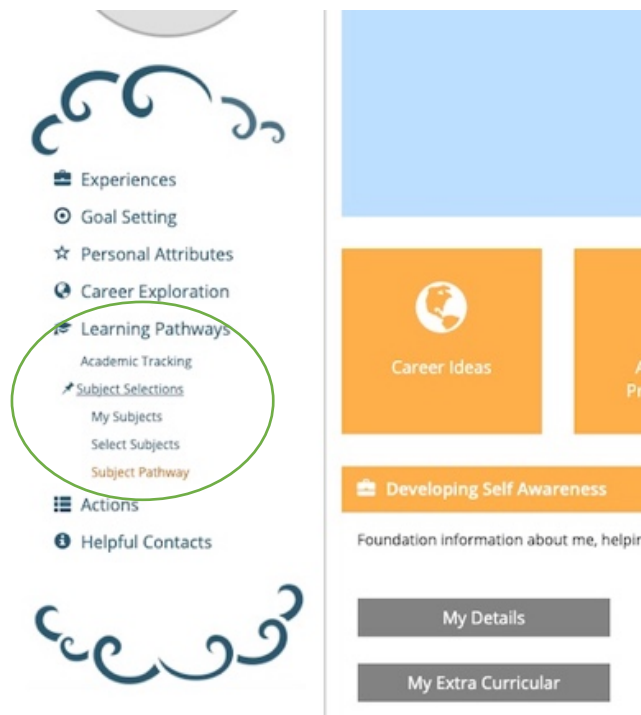 Experiences
Goal Setting
Personal Attributes
Career Exploration
Learning Pathways
Academic Tracking
Subject Selections
My Subjects
Select Subjects
Subject Pathway
Actions
Helpful Contacts
Career Ideas
Developing Self Awareness
Foundation information about me,
My Details
My Extra Curricular